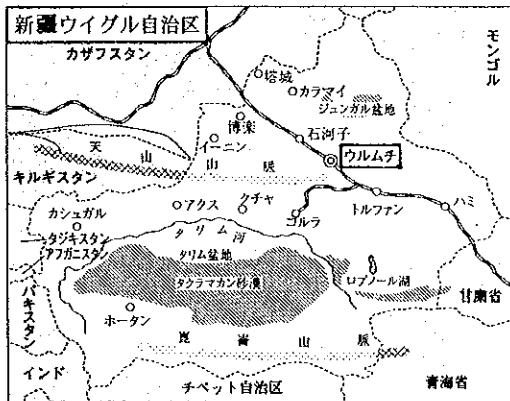 新疆ウイグル自治区
カザフスタン
モンゴル
塔城
カラマイ
ジュンガル盆地
博楽
石河子
イーニン
天山山脈
ウルムチ
キルギスタン
アクス
クチャ
コルラ
トルファン
ハミ
カシュガル
タリム河
タジキスタン
アフガニスタン
タリム盆地
タクラマカン砂漠
ロプノール湖
甘粛省
パキスタン
ホータン
崑崙山脈
インド
チベット自治区
青海省